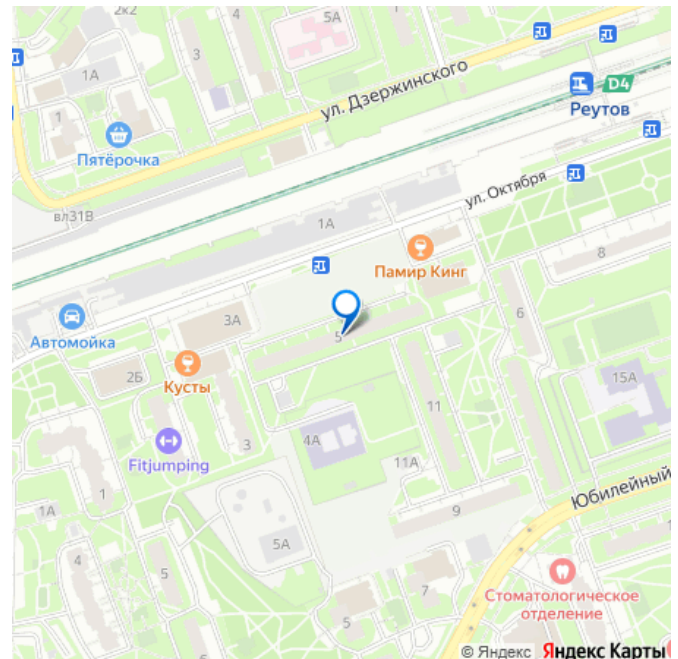 2к2
5А
3
4
1А
ул. Дзержинского
D4
Реутов
1
Пятёрочка
ул. Октября
вл31В
1А
8
Памир Кинг
6
3А
Автомойка
5
2Б
Кусты
15А
11
4А
3
Fitjumping
11А
1
Юбилейный
9
1А
5А
4
5
7
1
Стоматологическое
отделение
© Яндекс Яндекс Карты